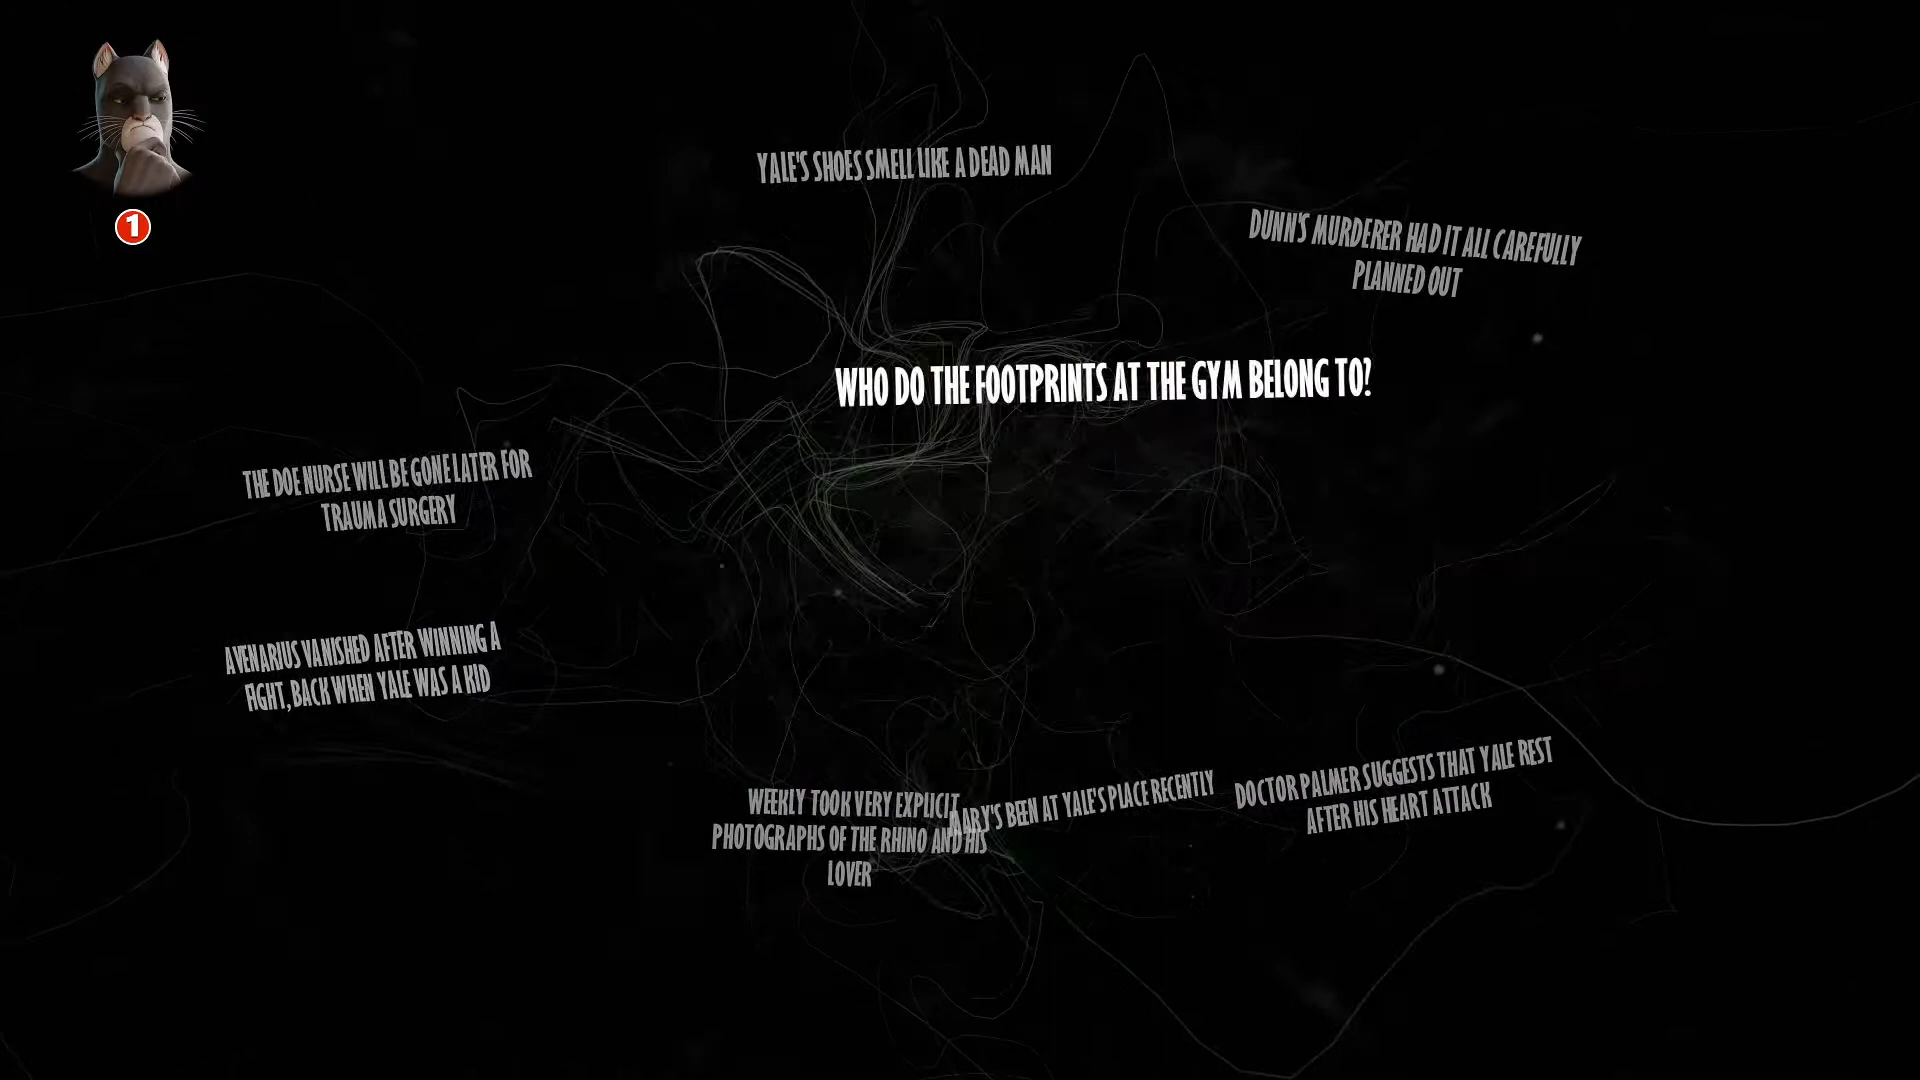 1
YALE'S SHOES SMELL LIKE A DEAD MAN
DUNN'S MURDERER HAD IT ALL CAREFULLY
PLANNED OUT
WHO DO THE FOOTPRINTS AT THE GYM BELONG TO?
THE DOE NURSE WILL BE GONE LATER FOR
TRAUMA SURGERY
AVENARIUS VANISHED AFTER WINNING A
FIGHT, BACK WHEN YALE WAS A KID
WEEKLY TOOK VERY EXPLICIT
PHOTOGRAPHS OF THE RHINO AND HIS
LOVER
MARY'S BEEN AT YALE'S PLACE RECENTLY
DOCTOR PALMER SUGGESTS THAT YALE REST
AFTER HIS HEART ATTACK